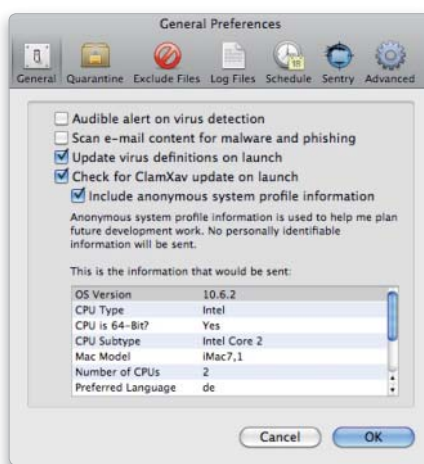 General Preferences
General Quarantine Exclude Files Log Files Schedule Sentry Advanced
Audible alert on virus detection
Scan e-mail content for malware and phishing
Update virus definitions on launch
Check for ClamXav update on launch
Include anonymous system profile information
Anonymous system profile information is used to help me plan
future development work. No personally identifiable
information will be sent.
This is the information that would be sent:
OS Version 10.6.2
CPU Type Intel
CPU is 64-Bit? Yes
CPU Subtype Intel Core 2
Mac Model iMac7,1
Number of CPUs 2
Preferred Language de
Cancel OK